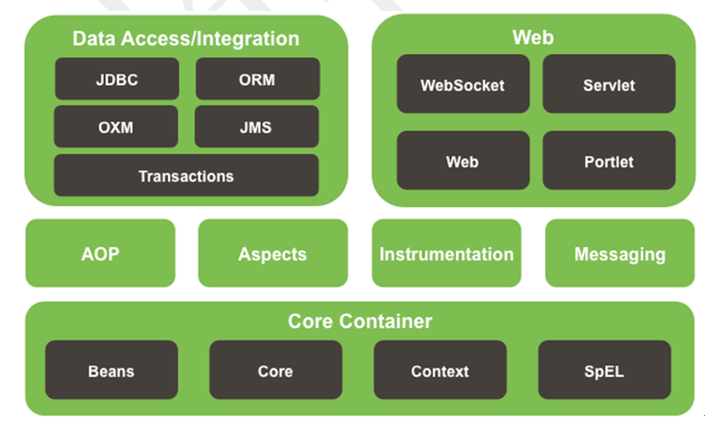 Data Access/Integration
JDBC
ORM
OXM
JMS
Transactions
Web
WebSocket
Servlet
Web
Portlet
AOP
Aspects
Instrumentation
Messaging
Core Container
Beans
Core
Context
SpEL